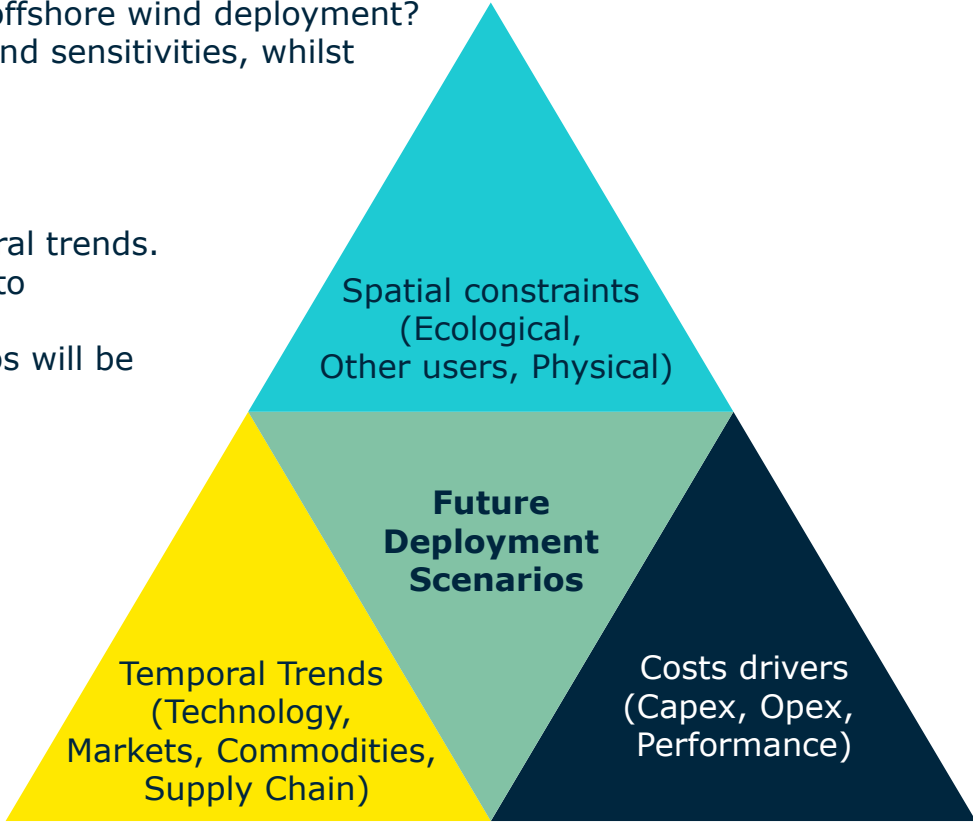 offshore wind deployment?
nd sensitivities, whilst
ral trends.
to
s will be
Spatial constraints
(Ecological,
Other users, Physical)
Future
Deployment
Scenarios
Temporal Trends
(Technology,
Markets, Commodities,
Supply Chain)
Costs drivers
(Capex, Opex,
Performance)